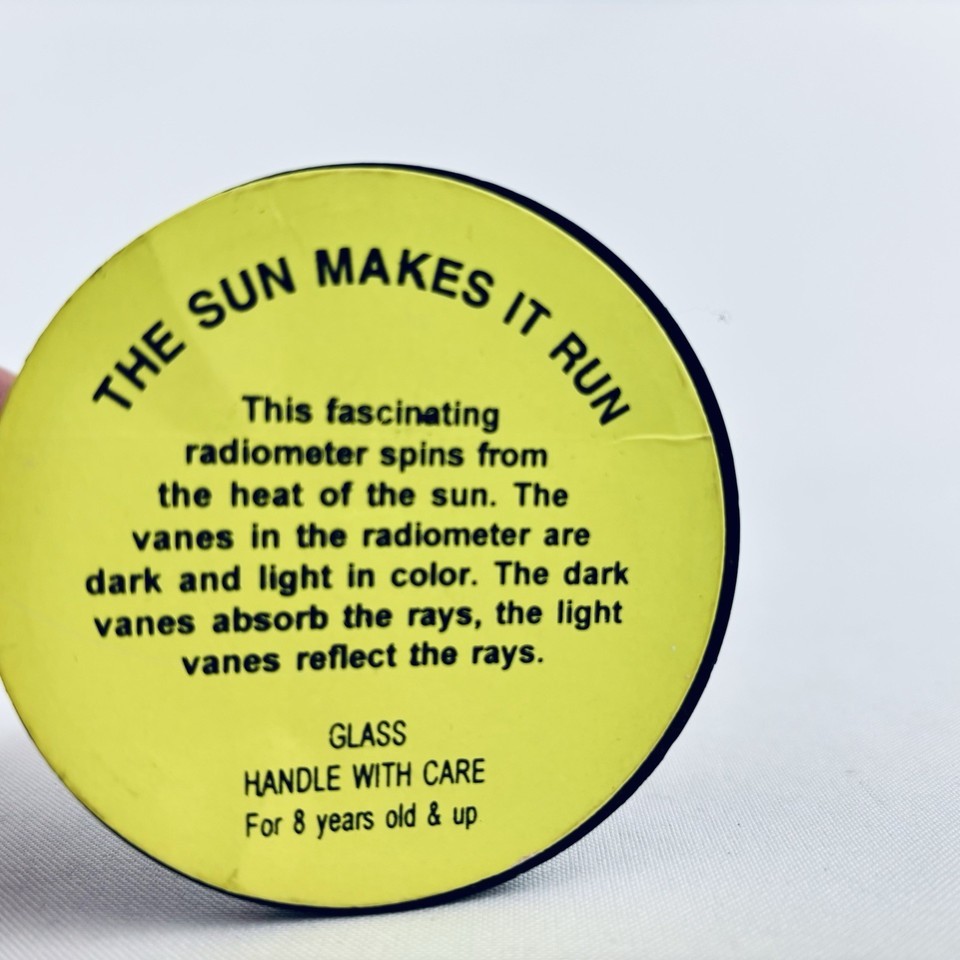 THE SUN MAKES IT RUN
This fascinating
radiometer spins from
the heat of the sun. The
vanes in the radiometer are
dark and light in color. The dark
vanes absorb the rays, the light
vanes reflect the rays.
GLASS
HANDLE WITH CARE
For 8 years old & up